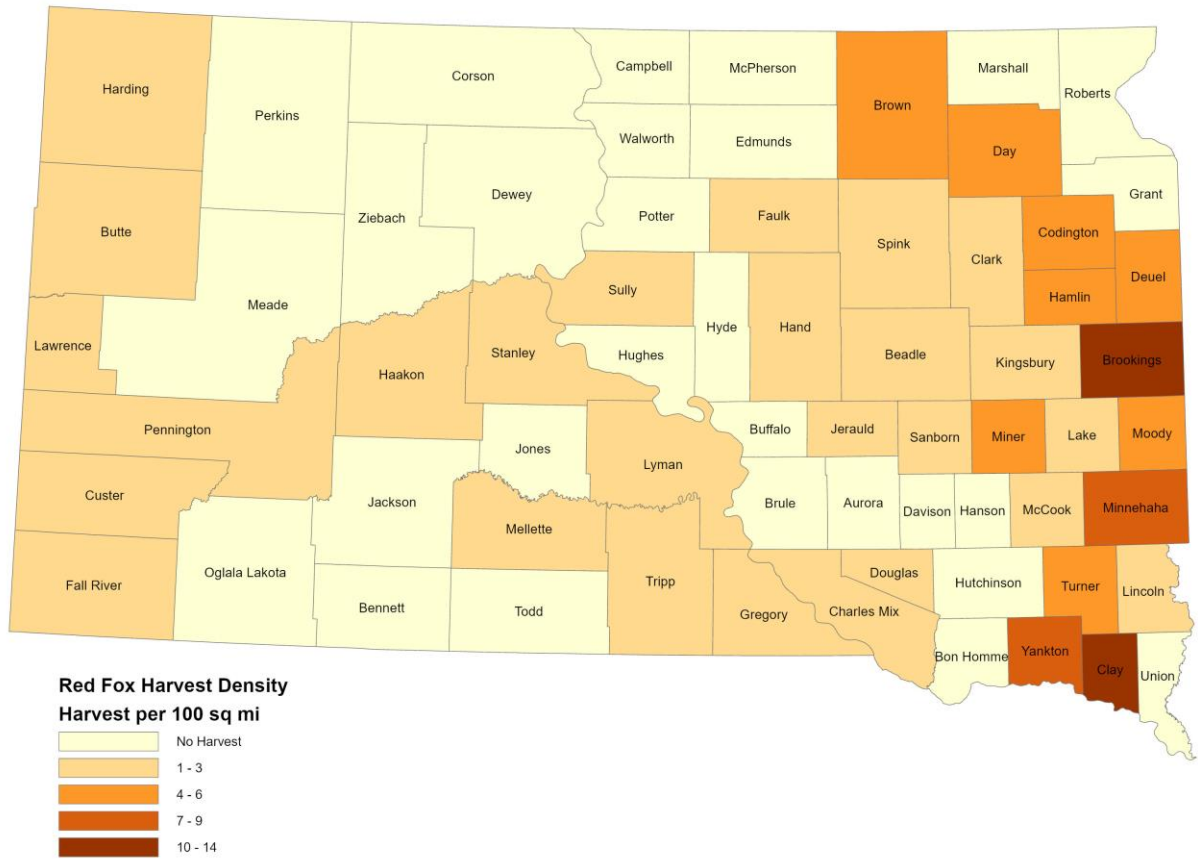 Harding
Perkins
Corson
Campbell
McPherson
Brown
Marshall
Roberts
Walworth
Edmunds
Day
Butte
Ziebach
Dewey
Potter
Faulk
Spink
Clark
Codington
Grant
Meade
Sully
Hyde
Hand
Hamlin
Deuel
Lawrence
Haakon
Stanley
Hughes
Beadle
Kingsbury
Brookings
Pennington
Jones
Lyman
Buffalo
Jerauld
Sanborn
Miner
Lake
Moody
Custer
Jackson
Mellette
Brule
Aurora
Davison
Hanson
McCook
Minnehaha
Fall River
Oglala Lakota
Bennett
Todd
Tripp
Gregory
Douglas
Charles Mix
Hutchinson
Turner
Lincoln
Bon Homme
Yankton
Clay
Union
Red Fox Harvest Density
Harvest per 100 sq mi
No Harvest
1 - 3
4 - 6
7 - 9
10 - 14